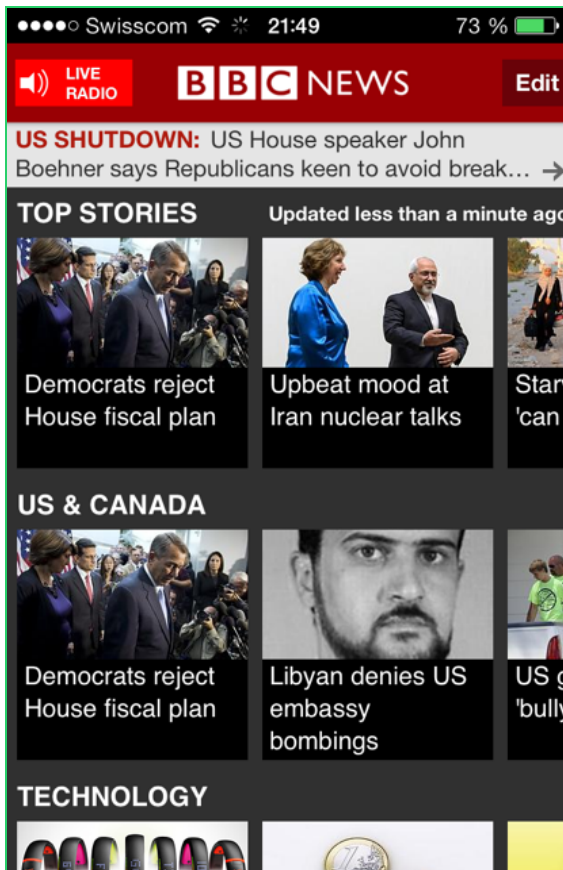 Swisscom 21:49 73 %
LIVE
RADIO
BBC NEWS
Edit
US SHUTDOWN: US House speaker John
Boehner says Republicans keen to avoid break...
TOP STORIES Updated less than a minute ago
Democrats reject
House fiscal plan
Upbeat mood at
Iran nuclear talks
'can
US & CANADA
Democrats reject
House fiscal plan
Libyan denies US
embassy
bombings
US
TECHNOLOGY